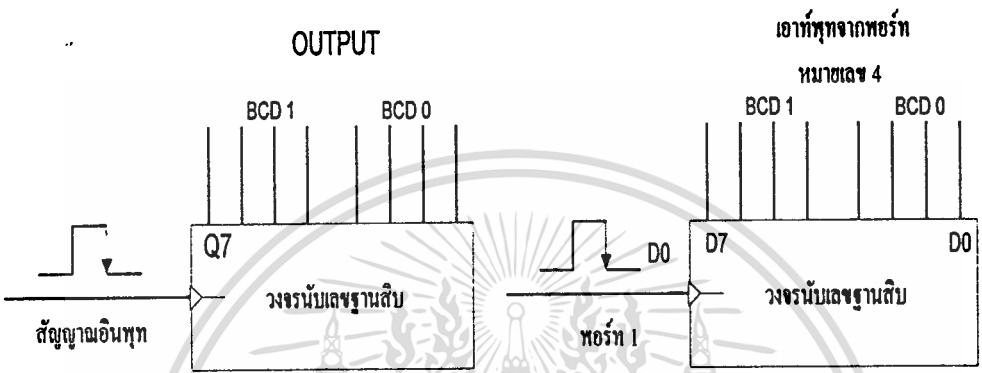 OUTPUT
BCD 1 BCD 0
Q7
วงจรนับเลขฐานสิบ
สัญญาณอินพุท
เอาท์พุทจากพอร์ท
หมายเลข 4
BCD 1 BCD 0
D7 D0
D0
วงจรนับเลขฐานสิบ
พอร์ท 1